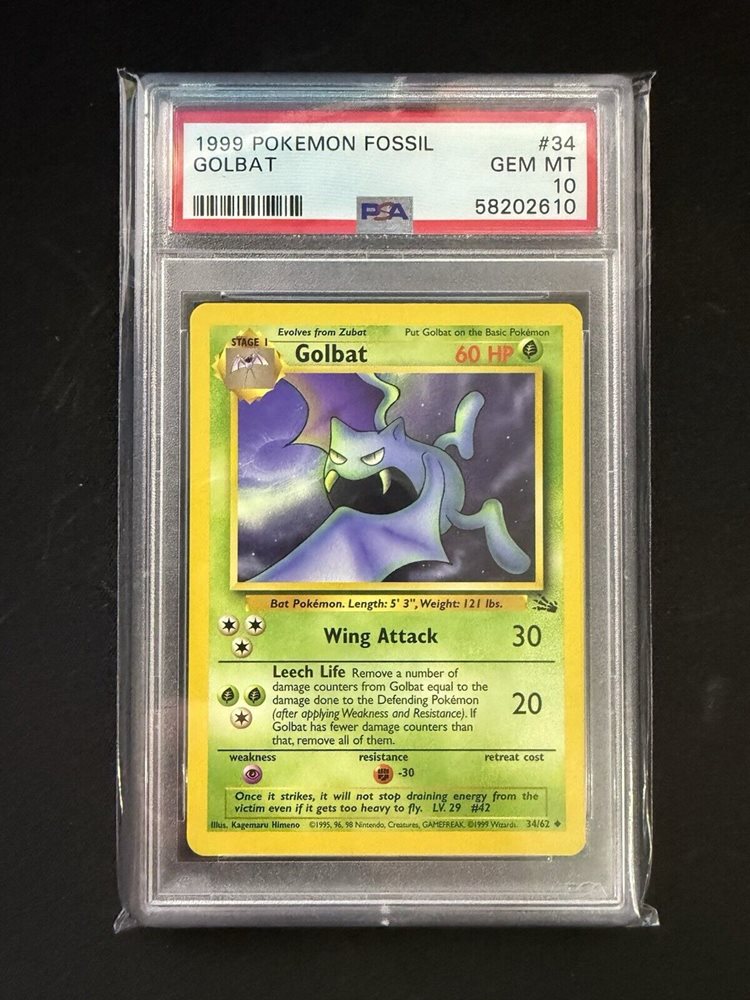 1999 POKEMON FOSSIL #34
GOLBAT GEM MT
10
PSA 58202610
Evolves from Zubat Put Golbat on the Basic Pokémon
STAGE 1
Golbat 60 HP
Bat Pokémon. Length: 5' 3", Weight: 121 lbs.
Wing Attack 30
Leech Life Remove a number of
damage counters from Golbat equal to the
damage done to the Defending Pokémon
(after applying Weakness and Resistance). If
Golbat has fewer damage counters than
that, remove all of them.
20
weakness resistance retreat cost
-30
Once it strikes, it will not stop draining energy from the
victim even if it gets too heavy to fly. LV. 29 #42
Illus. Kagemaru Himeno ©1995, 96, 98 Nintendo, Creatures, GAMEFREAK. ©1999 Wizards. 34/62